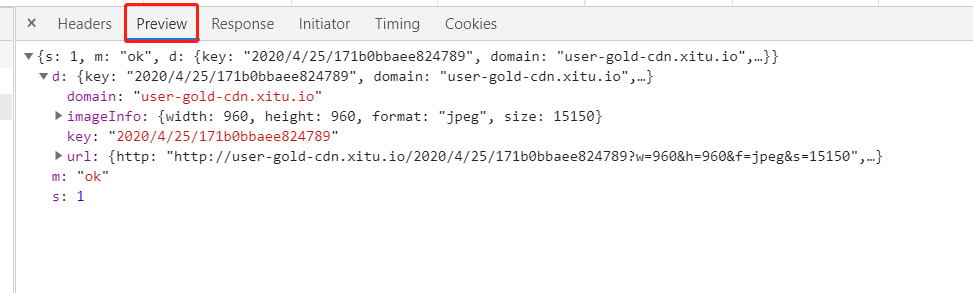 × Headers Preview Response Initiator Timing Cookies
▼{s: 1, m: "ok", d: {key: "2020/4/25/171b0bbaee824789", domain: "user-gold-cdn.xitu.io",…}}
▼d: {key: "2020/4/25/171b0bbaee824789", domain: "user-gold-cdn.xitu.io",…}
domain: "user-gold-cdn.xitu.io"
▶imageInfo: {width: 960, height: 960, format: "jpeg", size: 15150}
key: "2020/4/25/171b0bbaee824789"
▶url: {http: "http://user-gold-cdn.xitu.io/2020/4/25/171b0bbaee824789?w=960&h=960&f=jpeg&s=15150",…}
m: "ok"
s: 1